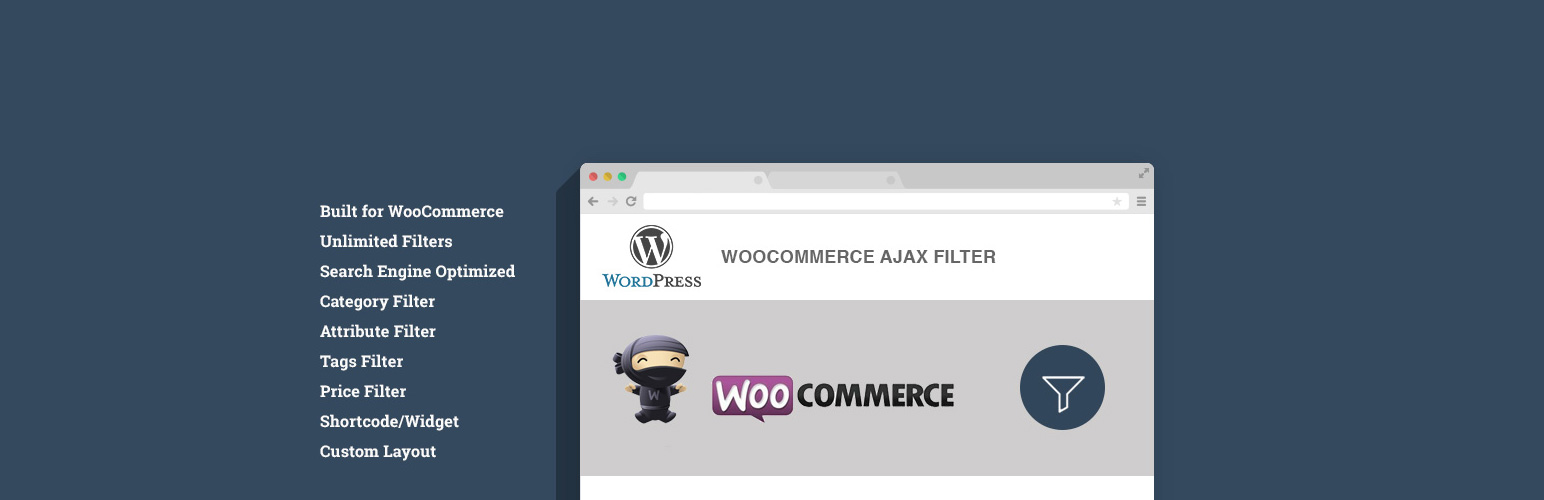 Built for WooCommerce
Unlimited Filters
Search Engine Optimized
Category Filter
Attribute Filter
Tags Filter
Price Filter
Shortcode/Widget
Custom Layout
W
WORDPRESS
WOOCOMMERCE AJAX FILTER
W
WOO COMMERCE